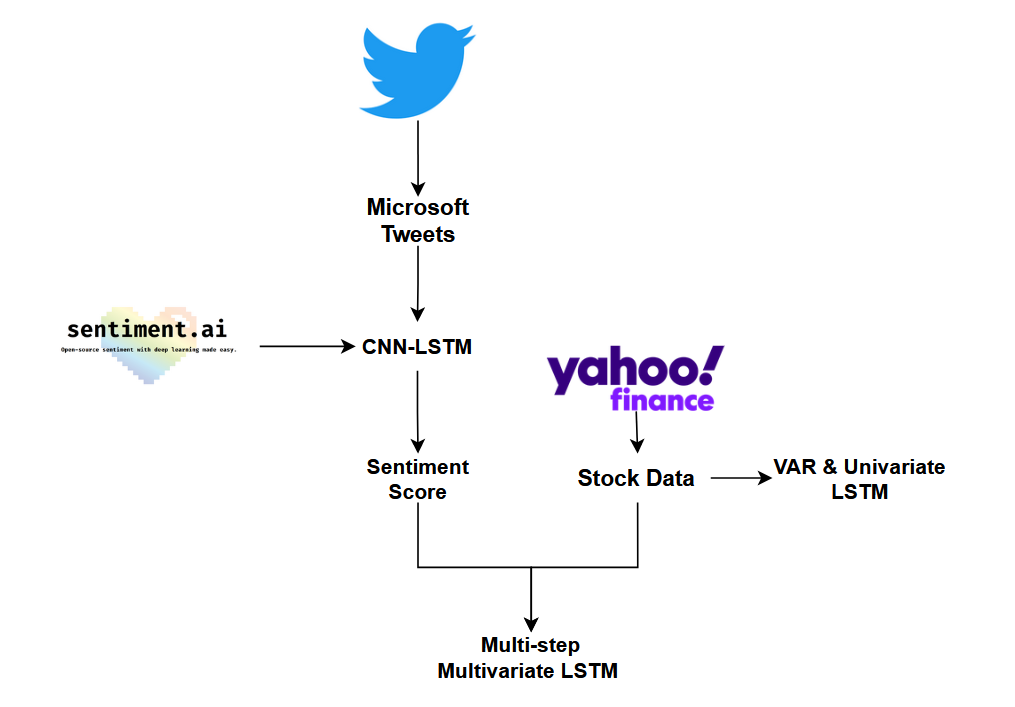 Microsoft
Tweets
sentiment.ai
Open-source sentiment with deep learning made easy.
CNN-LSTM
yahoo!
finance
Sentiment
Score
Stock Data
VAR & Univariate
LSTM
Multi-step
Multivariate LSTM